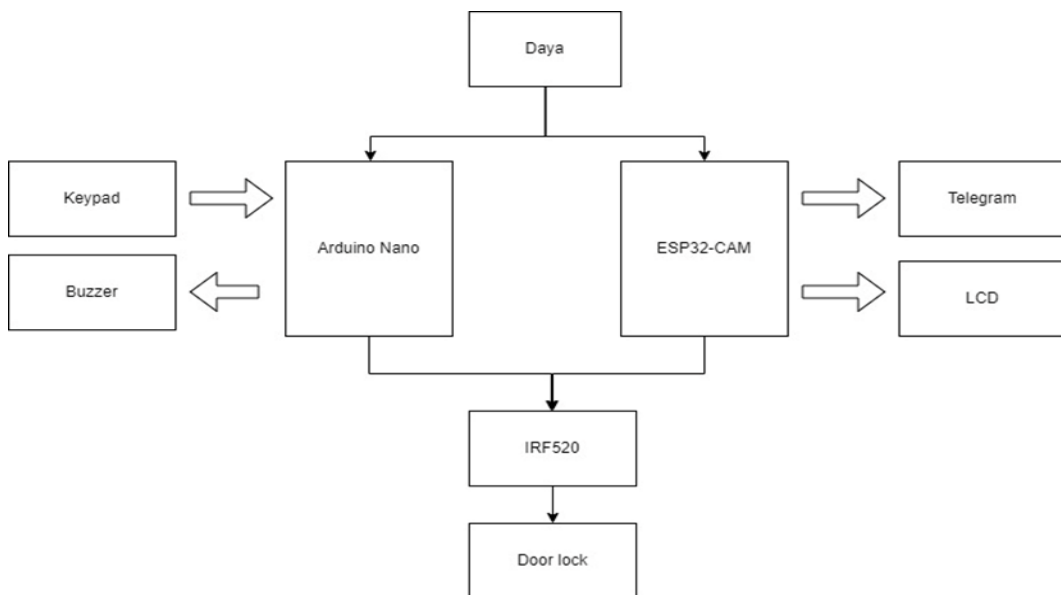 Daya
Keypad
Arduino Nano
ESP32-CAM
Telegram
Buzzer
LCD
IRF520
Door lock